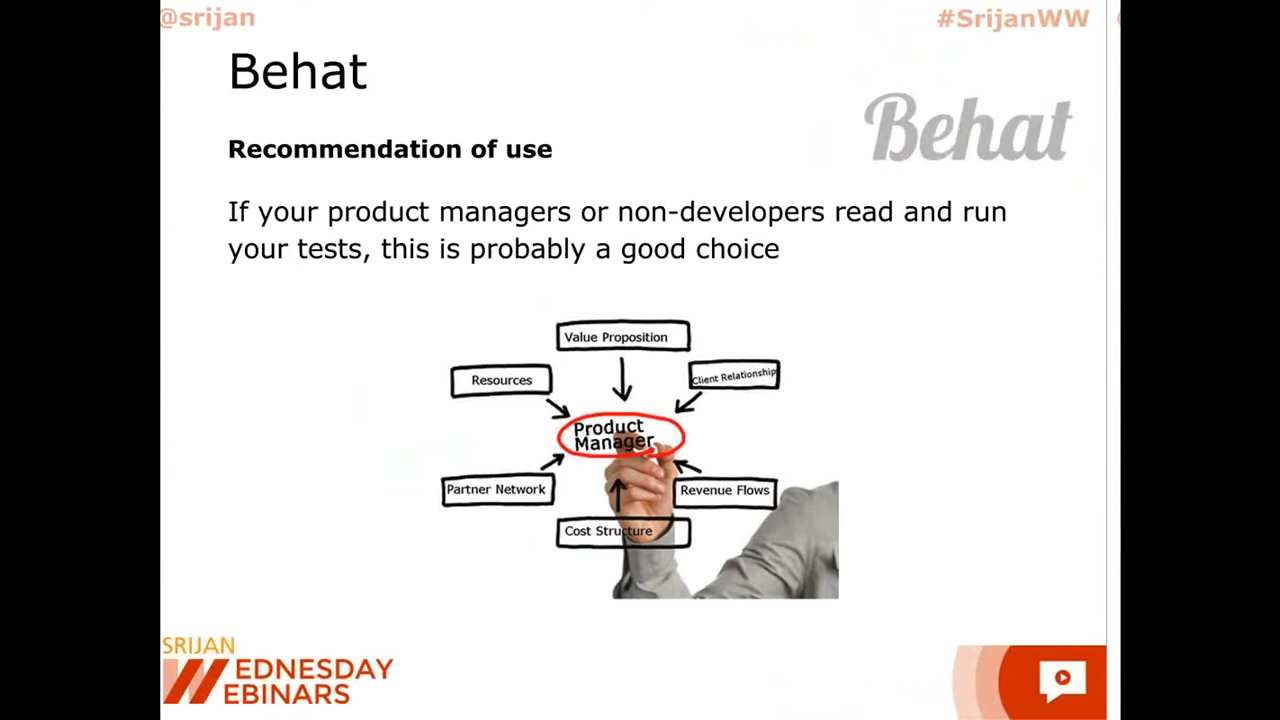 @srijan
#SrijanWW
Behat
Behat
Recommendation of use
If your product managers or non-developers read and run
your tests, this is probably a good choice
Value Proposition
Resources
Client Relationship
Product
Manager
Partner Network
Revenue Flows
Cost Structure
SRIJAN
WEDNESDAY
WEBINARS